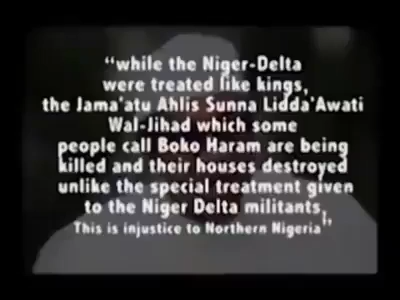 “while the Niger-Delta
were treated like kings,
the Jama'atu Ahlis Sunna Lidda'Awati
Wal-Jihad which some
people call Boko Haram are being
killed and their houses destroyed
unlike the special treatment given
to the Niger Delta militants,
This is injustice to Northern Nigeria”